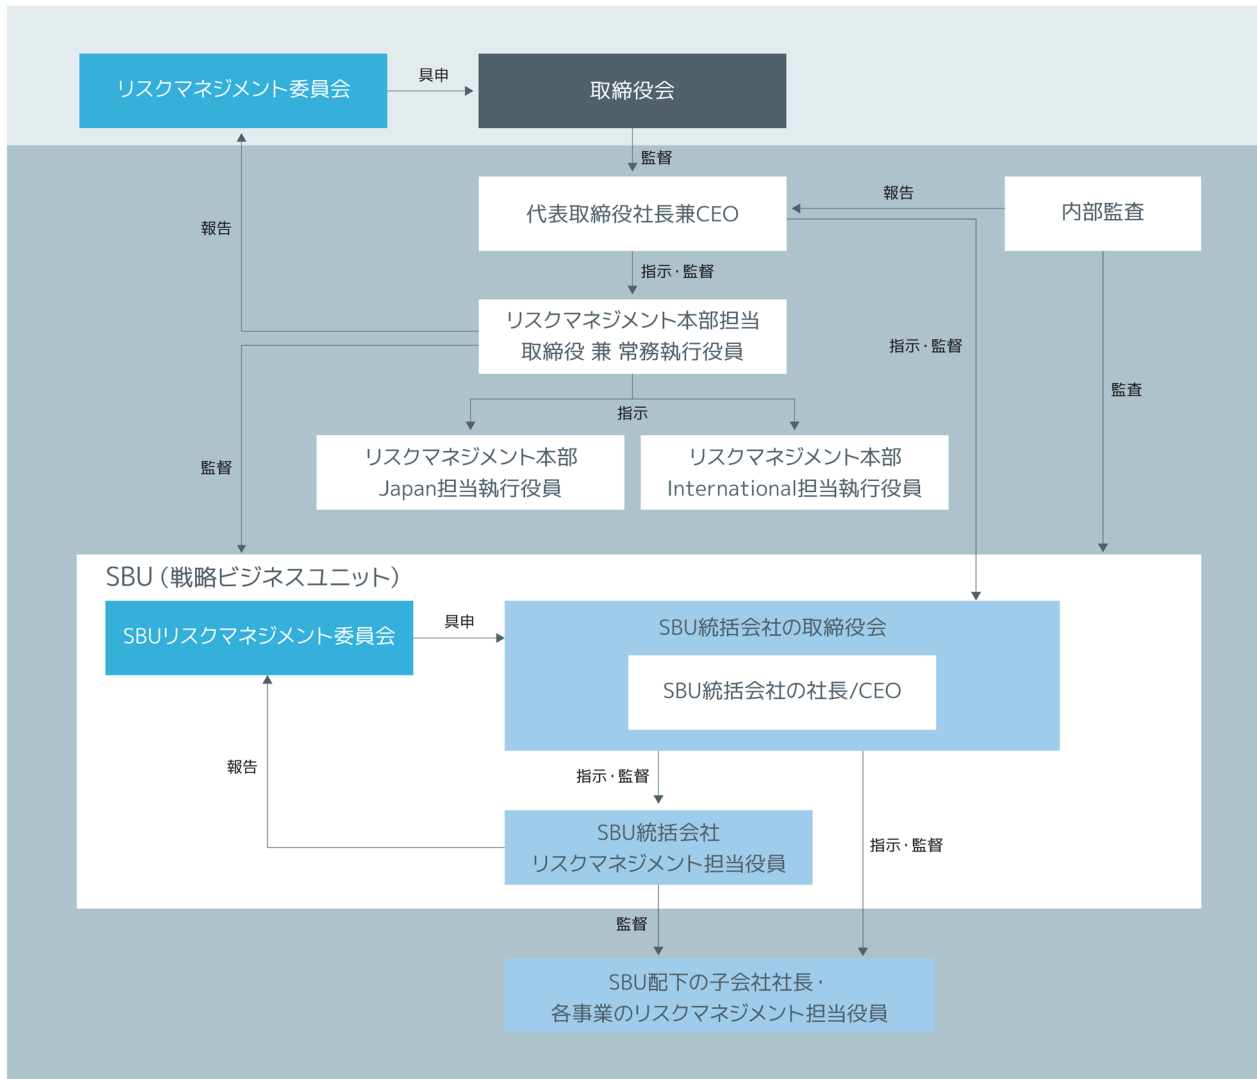 リスクマネジメント委員会
具申
取締役会
監督
代表取締役社長兼CEO
報告
内部監査
報告
指示・監督
リスクマネジメント本部担当
取締役 兼 常務執行役員
指示・監督
監査
指示
リスクマネジメント本部
Japan担当執行役員
リスクマネジメント本部
International担当執行役員
監督
SBU（戦略ビジネスユニット）
SBUリスクマネジメント委員会
具申
SBU統括会社の取締役会
SBU統括会社の社長/CEO
報告
指示・監督
SBU統括会社
リスクマネジメント担当役員
指示・監督
監督
SBU配下の子会社社長・
各事業のリスクマネジメント担当役員